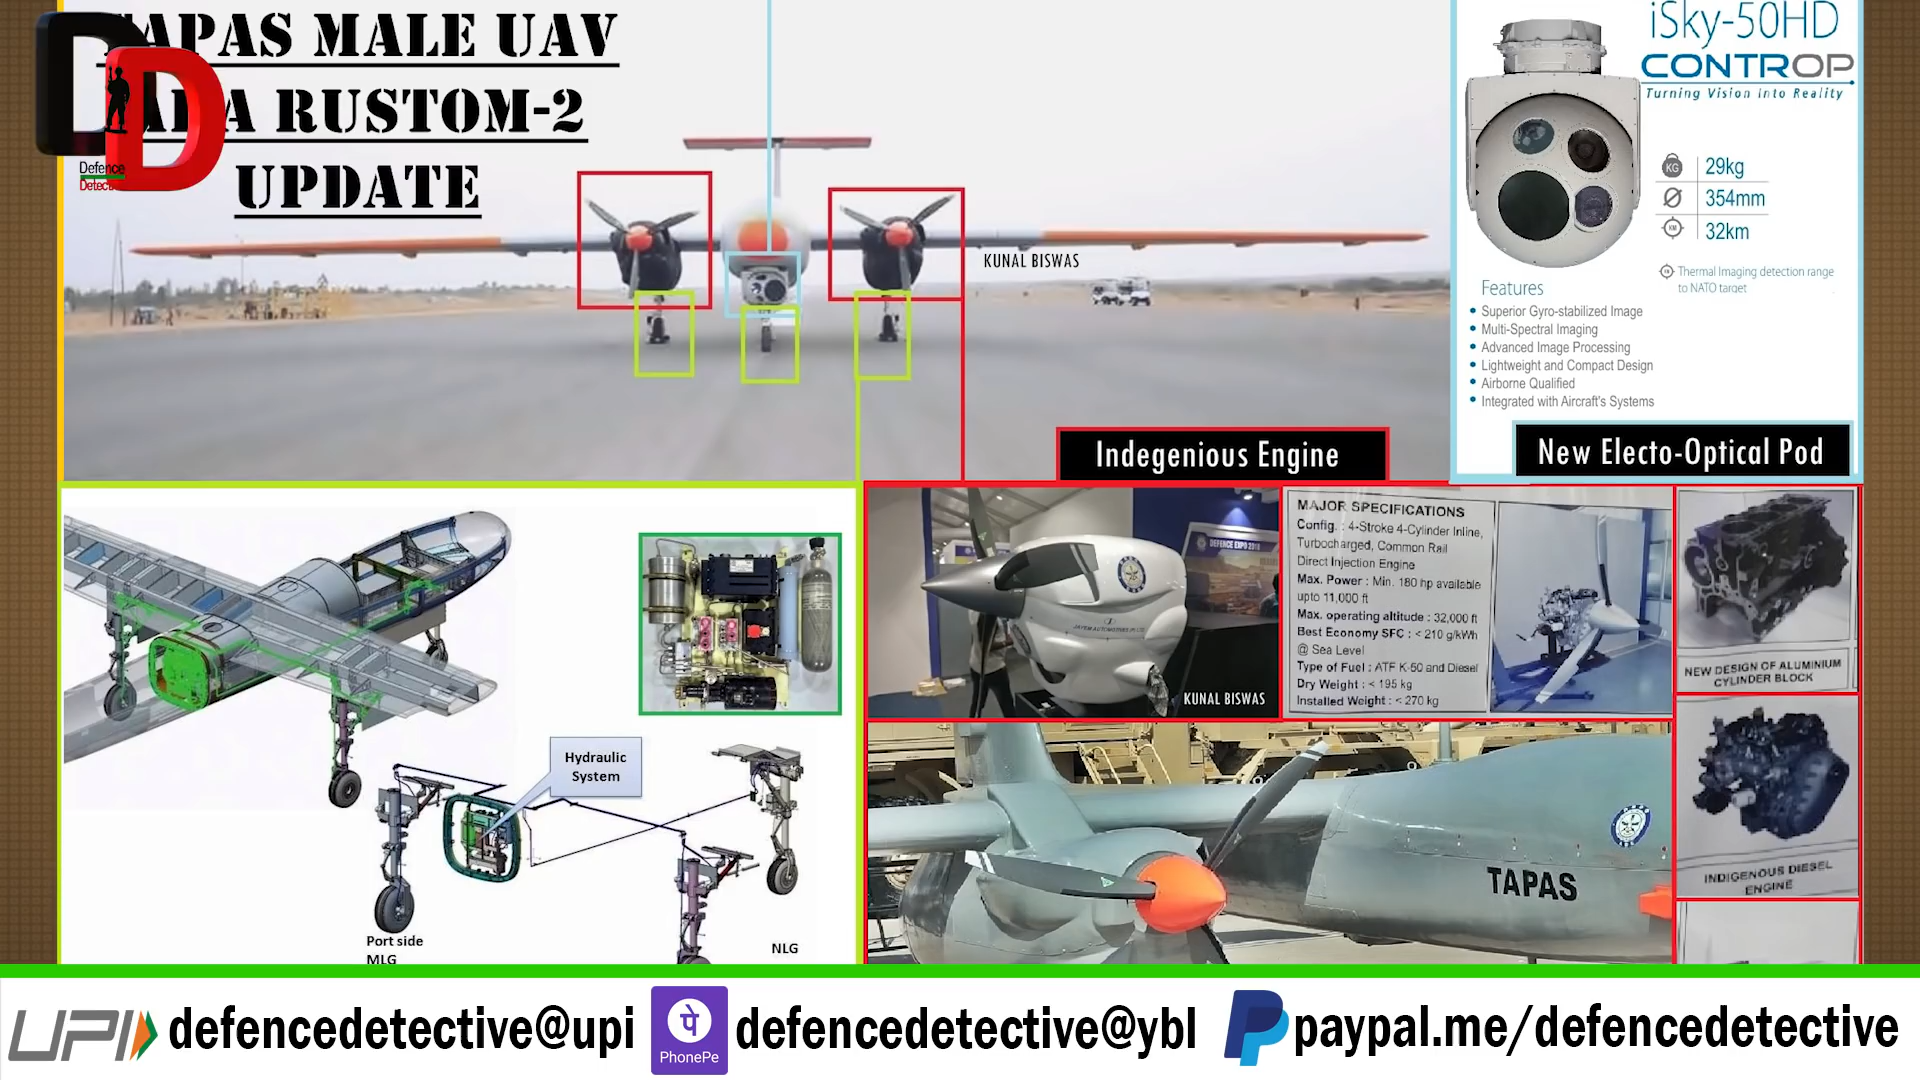 TAPAS MALE UAV
RUSTOM-2
UPDATE
Defence
KUNAL BISWAS
iSky-50HD
CONTROP
Turning Vision into Reality
KG 29kg
354mm
KM 32km
Thermal Imaging detection range
to NATO target
Features
• Superior Gyro-stabilized Image
• Multi-Spectral Imaging
• Advanced Image Processing
• Lightweight and Compact Design
• Airborne Qualified
• Integrated with Aircraft's Systems
Indegenious Engine
New Electo-Optical Pod
Hydraulic
System
Port side
MLG
NLG
DEFENCE EXPO
KUNAL BISWAS
MAJOR SPECIFICATIONS
Config. : 4-Stroke 4-Cylinder Inline,
Turbocharged, Common Rail
Direct Injection Engine
Max. Power : Min. 180 hp available
upto 11,000 ft
Max. operating altitude : 32,000 ft
Best Economy SFC : < 210 g/kWh
@ Sea Level
Type of Fuel : ATF K-50 and Diesel
Dry Weight : < 195 kg
Installed Weight : < 270 kg
NEW DESIGN OF ALUMINIUM
CYLINDER BLOCK
INDIGENOUS DIESEL
ENGINE
TAPAS
UPI defencedetective@upi
पे
PhonePe
defencedetective@ybl
paypal.me/defencedetective